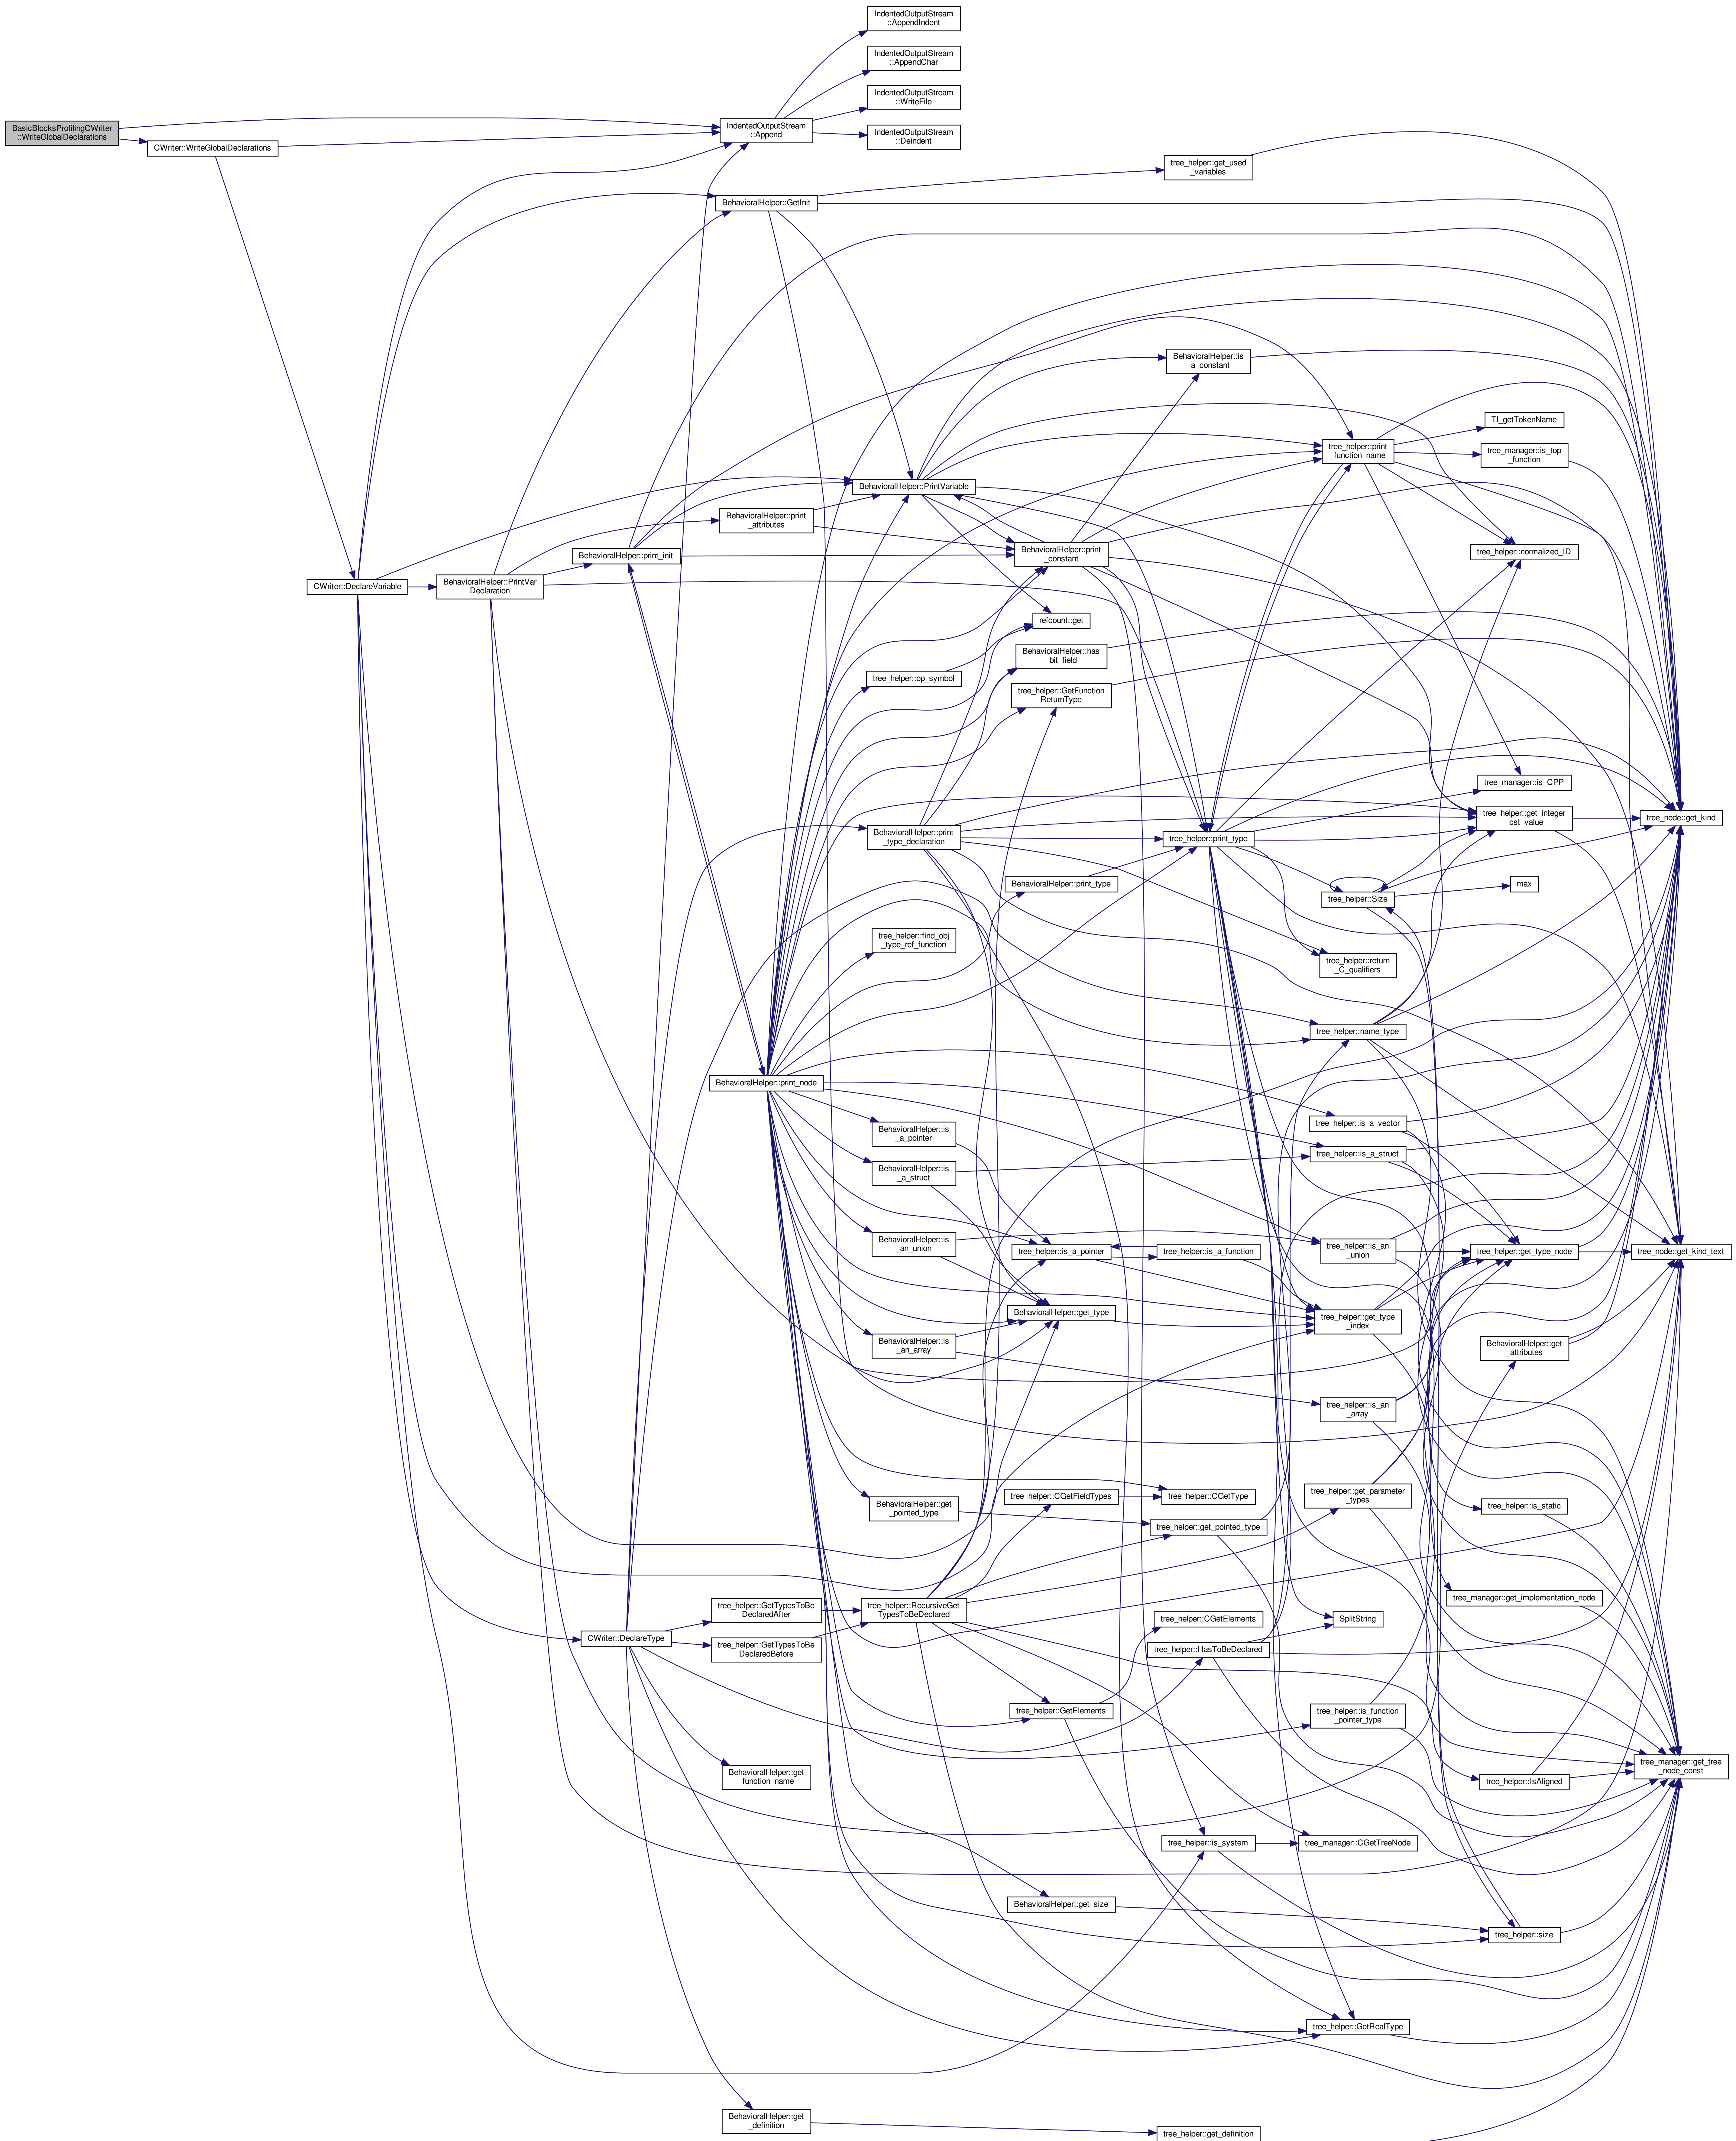 IndentedOutputStream
::AppendIndent
IndentedOutputStream
::AppendChar
IndentedOutputStream
::WriteFile
BasicBlocksProfilingCWriter
::WriteGlobalDeclarations
IndentedOutputStream
::Append
IndentedOutputStream
::Deindent
CWriter::WriteGlobalDeclarations
tree_helper::get_used
_variables
BehavioralHelper::GetInit
BehavioralHelper::is
_a_constant
TI_getTokenName
tree_helper::print
_function_name
tree_manager::is_top
_function
BehavioralHelper::PrintVariable
BehavioralHelper::print
_attributes
BehavioralHelper::print_init
BehavioralHelper::print
_constant
tree_helper::normalized_ID
CWriter::DeclareVariable
BehavioralHelper::PrintVar
Declaration
refcount::get
BehavioralHelper::has
_bit_field
tree_helper::op_symbol
tree_helper::GetFunction
ReturnType
tree_manager::is_CPP
tree_helper::get_integer
_cst_value
tree_node::get_kind
BehavioralHelper::print
_type_declaration
tree_helper::print_type
BehavioralHelper::print_type
max
tree_helper::Size
tree_helper::find_obj
_type_ref_function
tree_helper::return
_C_qualifiers
tree_helper::name_type
BehavioralHelper::print_node
tree_helper::is_a_vector
BehavioralHelper::is
_a_pointer
tree_helper::is_a_struct
BehavioralHelper::is
_a_struct
BehavioralHelper::is
_an_union
tree_helper::is_a_pointer
tree_helper::is_a_function
tree_helper::is_an
_union
tree_helper::get_type_node
tree_node::get_kind_text
BehavioralHelper::get_type
tree_helper::get_type
_index
BehavioralHelper::is
_an_array
BehavioralHelper::get
_attributes
tree_helper::is_an
_array
tree_helper::CGetFieldTypes
tree_helper::CGetType
tree_helper::get_parameter
_types
BehavioralHelper::get
_pointed_type
tree_helper::is_static
tree_helper::get_pointed_type
tree_manager::get_implementation_node
tree_helper::GetTypesToBe
DeclaredAfter
tree_helper::RecursiveGet
TypesToBeDeclared
tree_helper::CGetElements
SplitString
CWriter::DeclareType
tree_helper::GetTypesToBe
DeclaredBefore
tree_helper::HasToBeDeclared
tree_helper::GetElements
tree_helper::is_function
_pointer_type
tree_manager::get_tree
_node_const
BehavioralHelper::get
_function_name
tree_helper::IsAligned
tree_helper::is_system
tree_manager::CGetTreeNode
BehavioralHelper::get_size
tree_helper::size
tree_helper::GetRealType
BehavioralHelper::get
_definition
tree_helper::get_definition